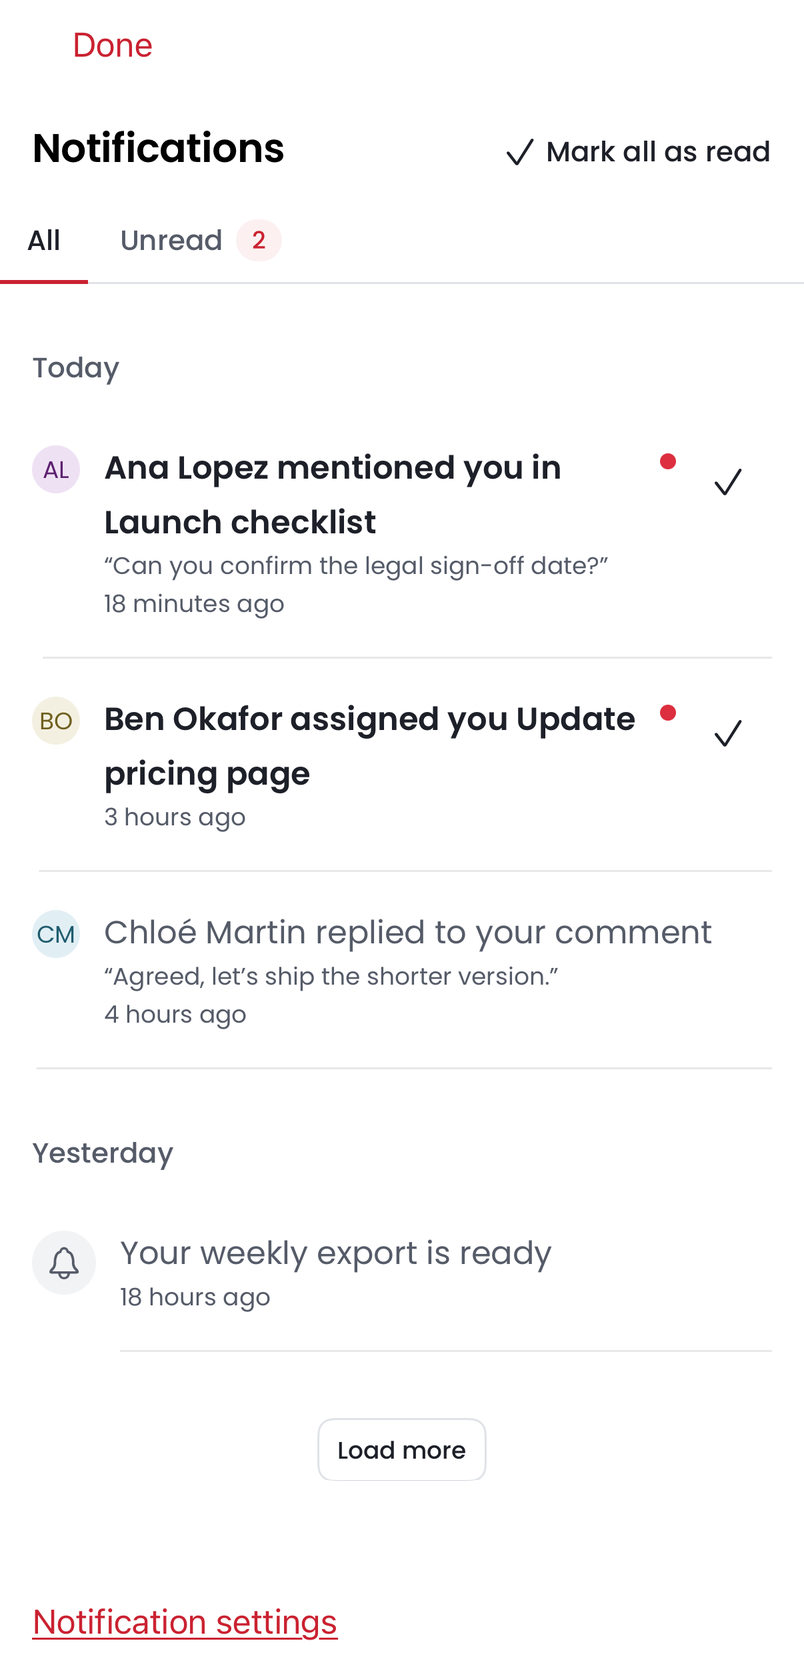 Done
Notifications
Mark all as read
All
Unread 2
Today
AL
Ana Lopez mentioned you in
Launch checklist
“Can you confirm the legal sign-off date?”
18 minutes ago
BO
Ben Okafor assigned you Update
pricing page
3 hours ago
CM
Chloé Martin replied to your comment
“Agreed, let’s ship the shorter version.”
4 hours ago
Yesterday
Your weekly export is ready
18 hours ago
Load more
Notification settings